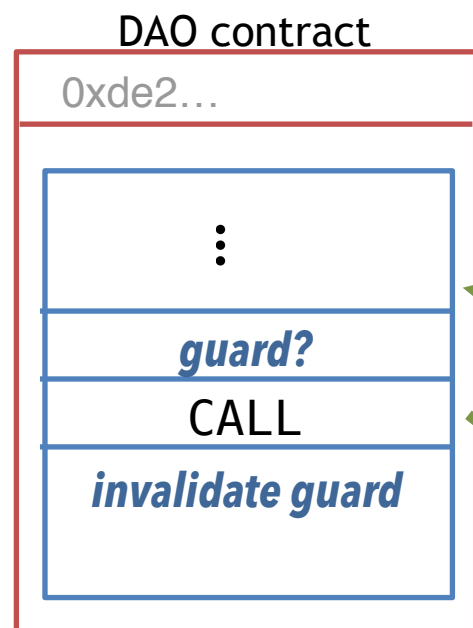 DAO contract
0xde2…
⋮
guard?
CALL
invalidate guard